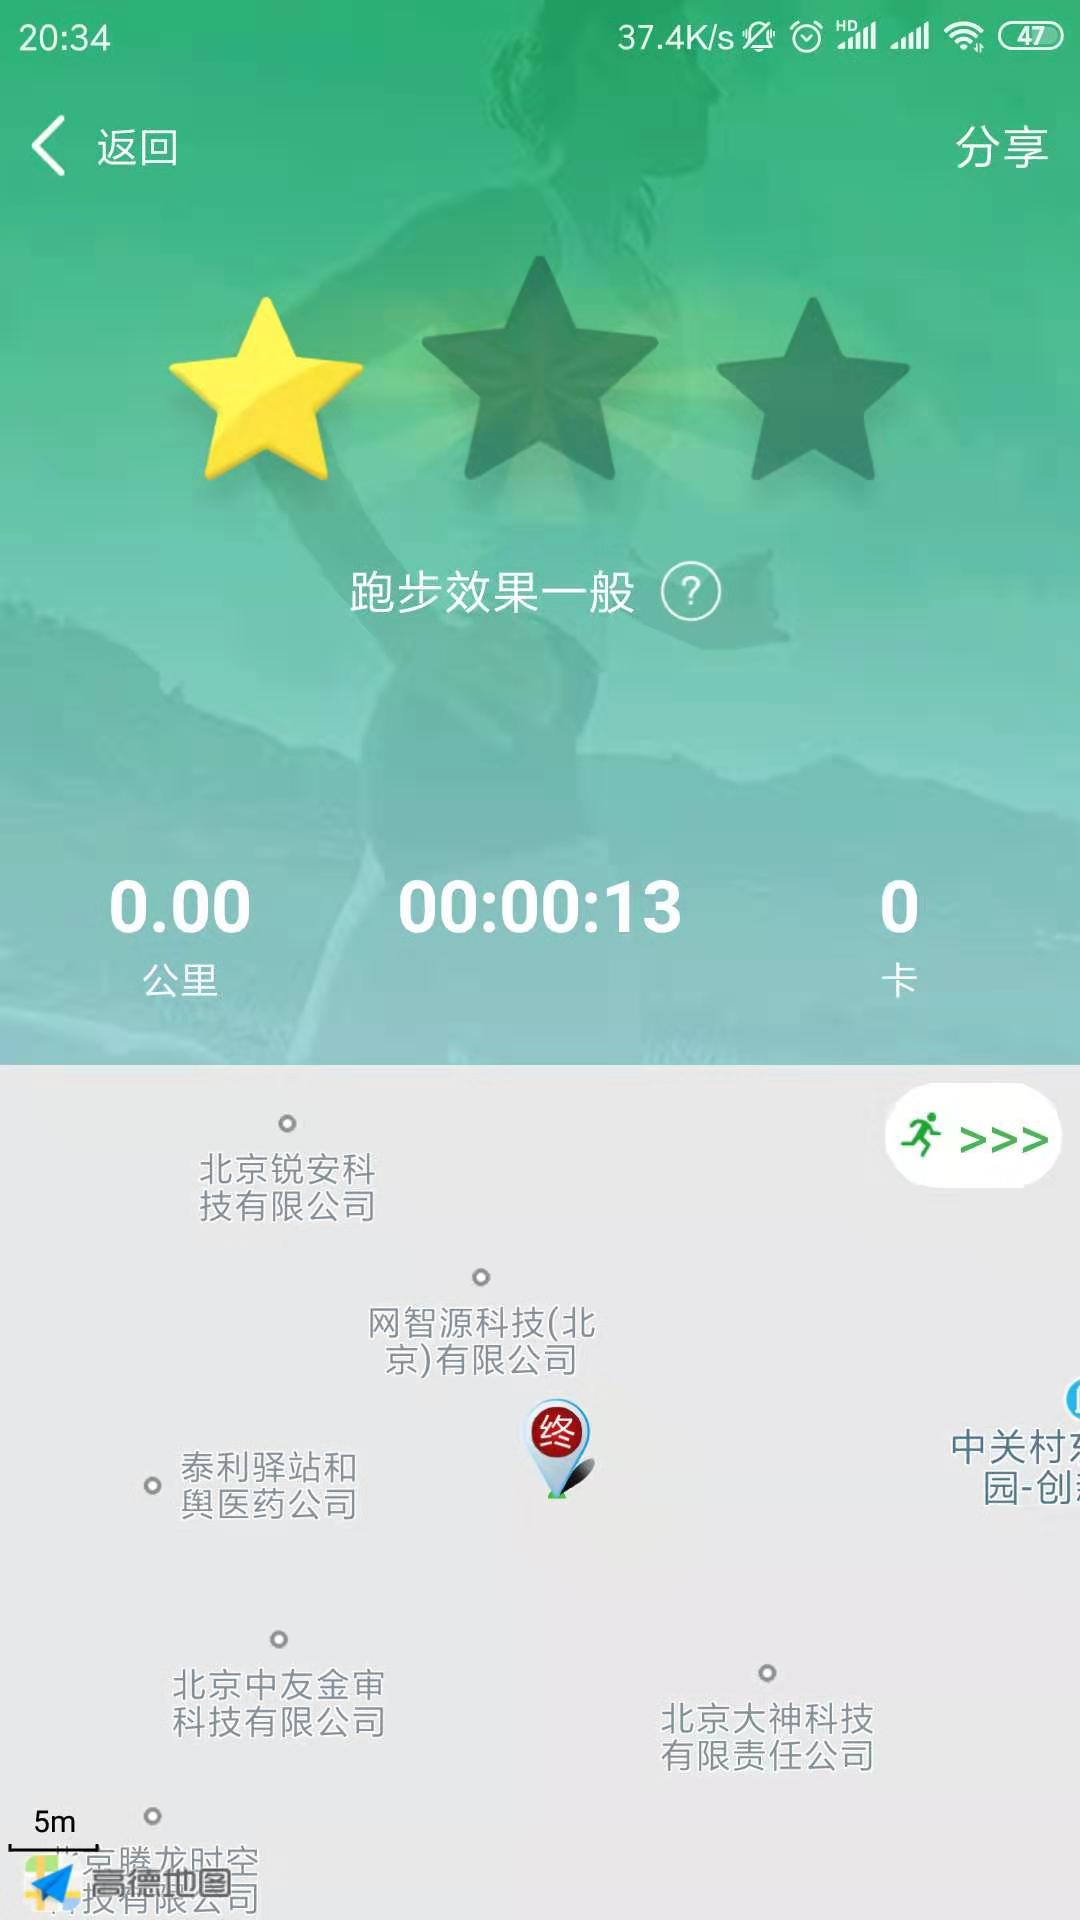 20:34 37.4K/s HD 47
返回 分享
跑步效果一般 ?
0.00 00:00:13 0
公里 卡
>>>
北京锐安科
技有限公司
网智源科技(北
京)有限公司
终
中关村东
园-创
泰利驿站和
舆医药公司
北京中友金审
科技有限公司
北京大神科技
有限责任公司
5m
京腾龙时空
科技有限公司
高德地图